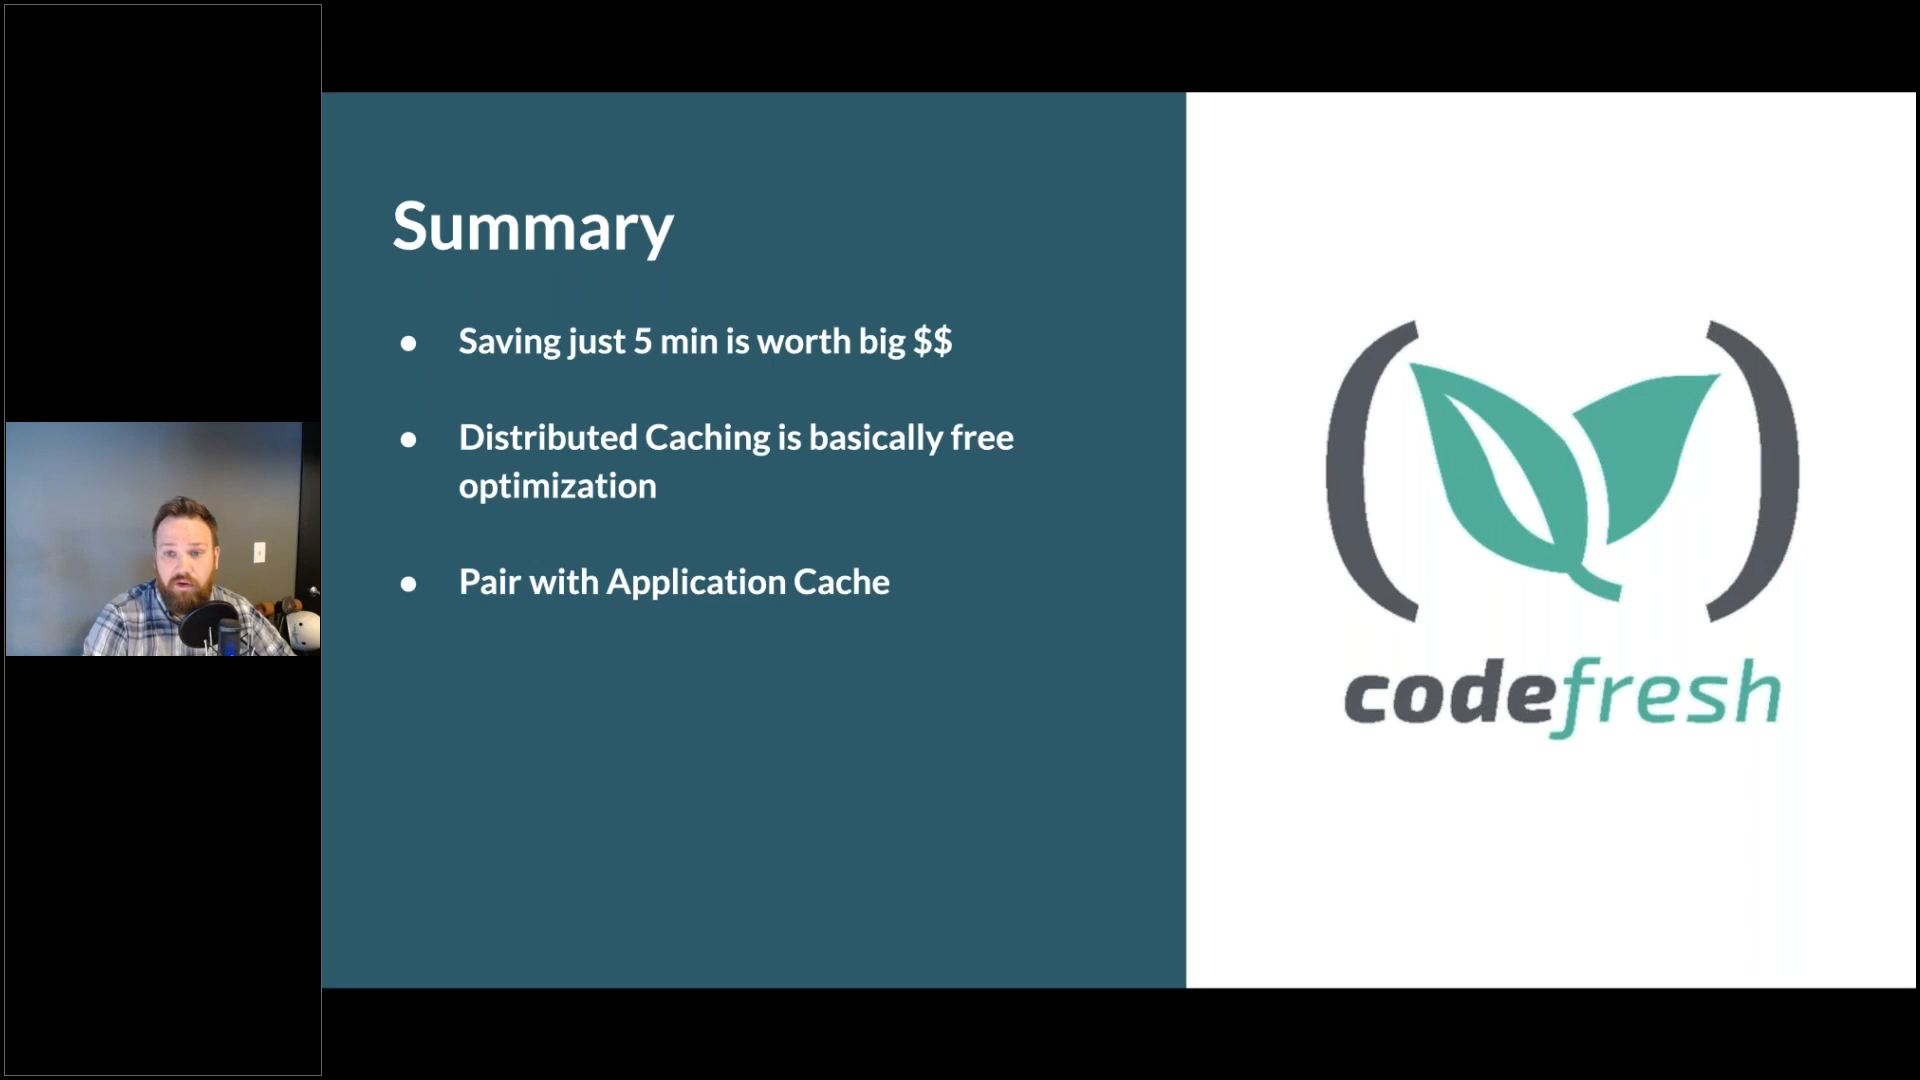 Summary
● Saving just 5 min is worth big $$
● Distributed Caching is basically free
optimization
● Pair with Application Cache
codefresh